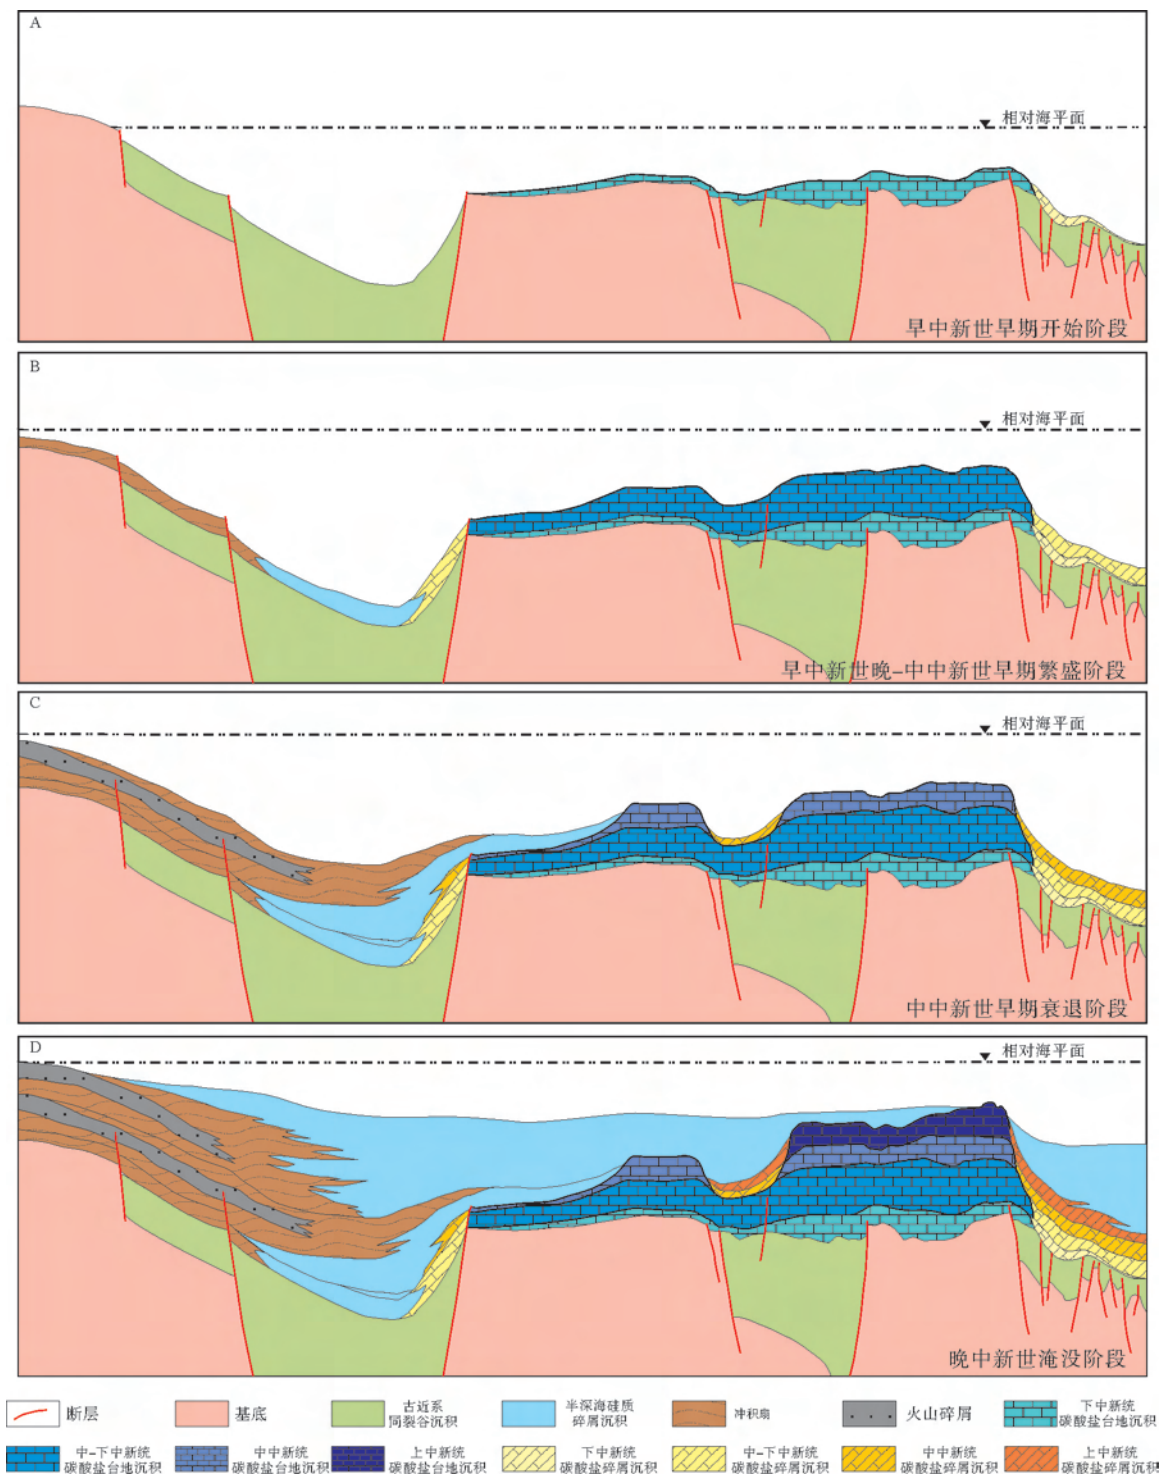 A
相对海平面
早中新世早期开始阶段
B
相对海平面
早中新世晚-中中新世早期繁盛阶段
C
相对海平面
中中新世早期衰退阶段
D
相对海平面
晚中新世淹没阶段
断层
基底
古近系
同裂谷沉积
半深海硅质
碎屑沉积
冲积扇
火山碎屑
下中新统
碳酸盐台地沉积
中-下中新统
碳酸盐台地沉积
中中新统
碳酸盐台地沉积
上中新统
碳酸盐台地沉积
下中新统
碳酸盐碎屑沉积
中-下中新统
碳酸盐碎屑沉积
中中新统
碳酸盐碎屑沉积
上中新统
碳酸盐碎屑沉积